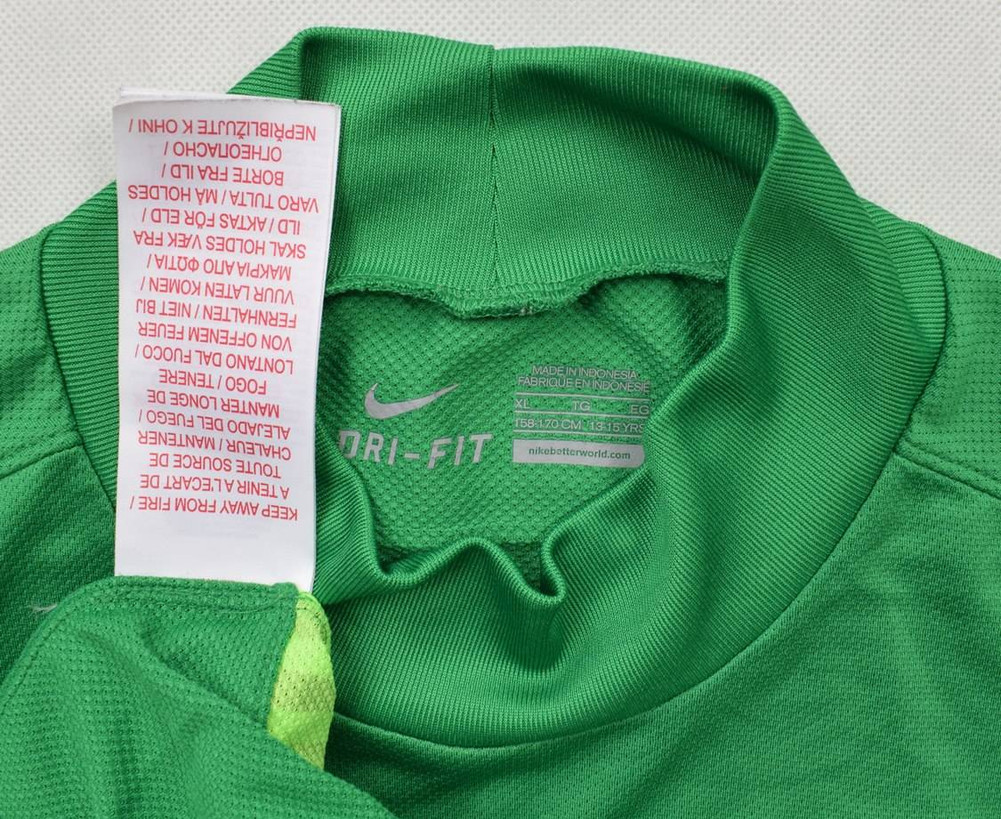 KEEP AWAY FROM FIRE /
A TENIR A L'ECART DE
TOUTE SOURCE DE
CHALEUR / MANTENER
ALEJADO DEL FUEGO /
MANTER LONGE DE
FOGO / TENERE
LONTANO DAL FUOCO /
VON OFFENEM FEUER
FERNHALTEN / NIET BIJ
VUUR LATEN KOMEN /
ΜΑΚΡΙΑ ΑΠΟ ΦΩΤΙΑ /
SKAL HOLDES VÆK FRA
ILD / AKTAS FÖR ELD /
VARO TULTA / MÅ HOLDES
BORTE FRA ILD /
ОГНЕОПАСНО /
NEPŘIBLIŽUJTE K OHNI /
DRI-FIT
MADE IN INDONESIA
FABRIQUE EN INDONÉSIE
XL TG EG
158-170 CM 13-15 YRS
nikebetterworld.com